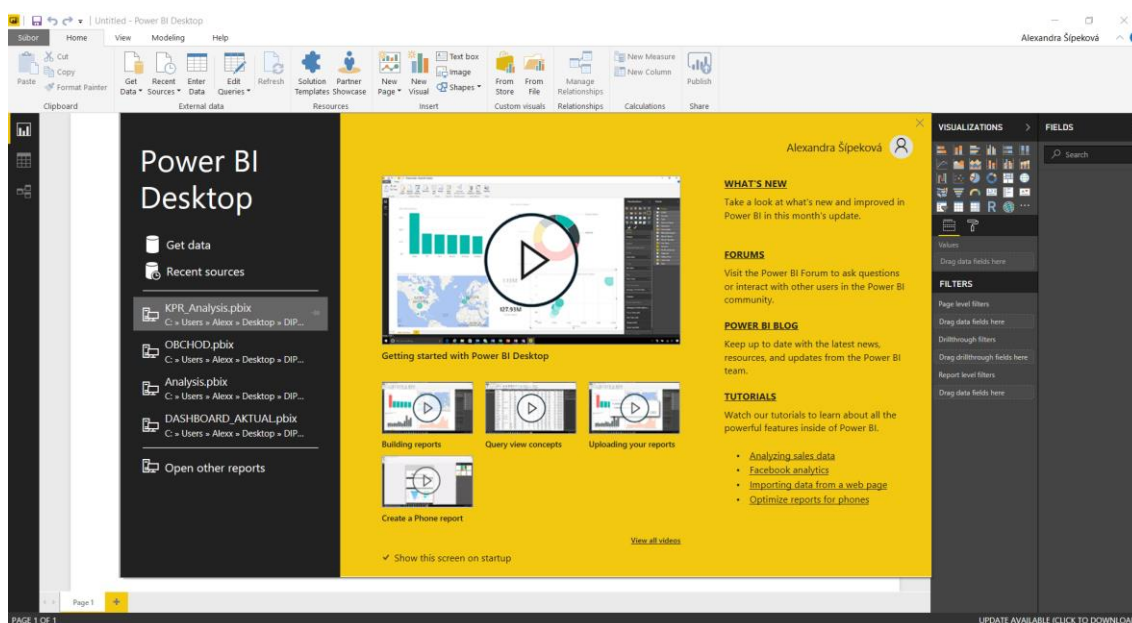 Untitled - Power BI Desktop
Súbor Home View Modeling Help
Alexandra Šípeková
Paste
Cut
Copy
Format Painter
Get Data
Recent Sources
Enter Data
Edit Queries
Refresh
Solution Templates
Partner Showcase
New Page
New Visual
Text box
Image
Shapes
From Store
From File
Manage Relationships
New Measure
New Column
Publish
Clipboard External data Resources Insert Custom visuals Relationships Calculations Share
Power BI
Desktop
Get data
Recent sources
KPR_Analysis.pbix
C: » Users » Alexx » Desktop » DIP...
OBCHOD.pbix
C: » Users » Alexx » Desktop » DIP...
Analysis.pbix
C: » Users » Alexx » Desktop » DIP...
DASHBOARD_AKTUAL.pbix
C: » Users » Alexx » Desktop » DIP...
Open other reports
127.93M
Getting started with Power BI Desktop
Building reports
Query view concepts
Uploading your reports
Create a Phone report
View all videos
Show this screen on startup
Alexandra Šípeková
WHAT'S NEW
Take a look at what's new and improved in
Power BI in this month's update.
FORUMS
Visit the Power BI Forum to ask questions
or interact with other users in the Power BI
community.
POWER BI BLOG
Keep up to date with the latest news,
resources, and updates from the Power BI
team.
TUTORIALS
Watch our tutorials to learn about all the
powerful features inside of Power BI.
• Analyzing sales data
• Facebook analytics
• Importing data from a web page
• Optimize reports for phones
VISUALIZATIONS
R
Values
Drag data fields here
FILTERS
Page level filters
Drag data fields here
Drillthrough filters
Drag drillthrough fields here
Report level filters
Drag data fields here
FIELDS
Search
Page 1
PAGE 1 OF 1
UPDATE AVAILABLE (CLICK TO DOWNLOA